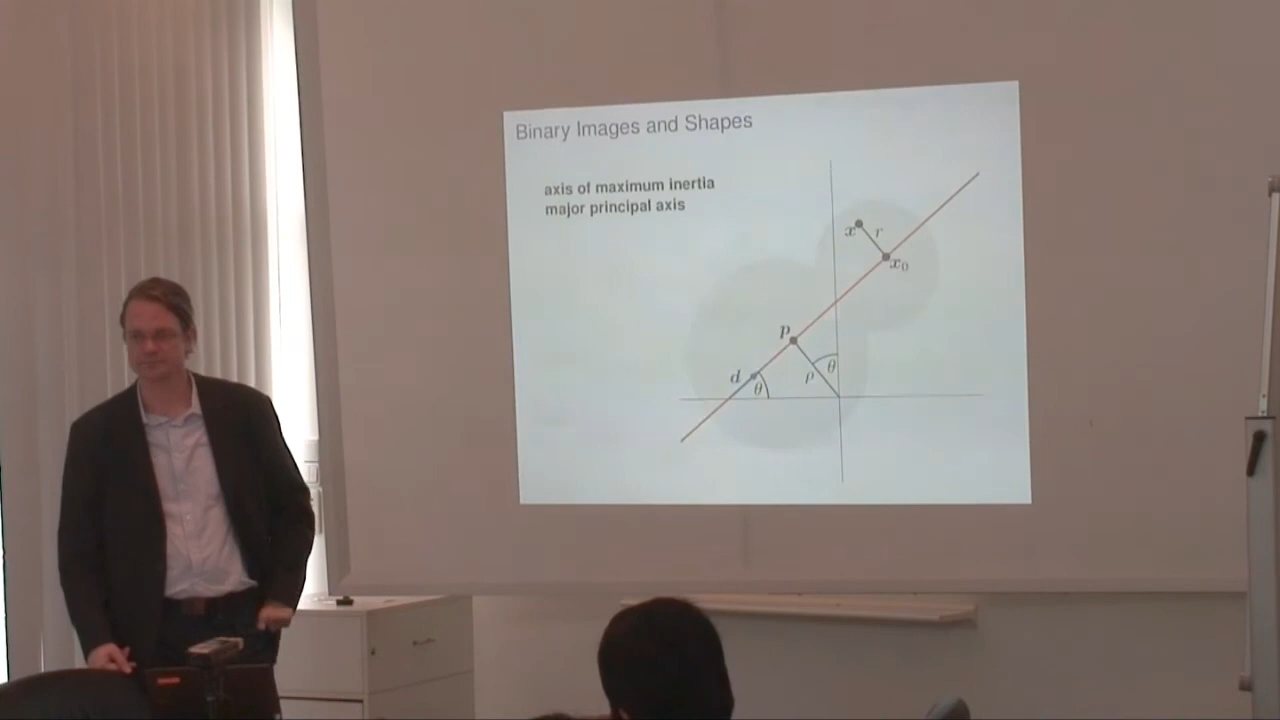 Binary Images and Shapes
axis of maximum inertia
major principal axis
x r
x₀
p
d θ ρ θ